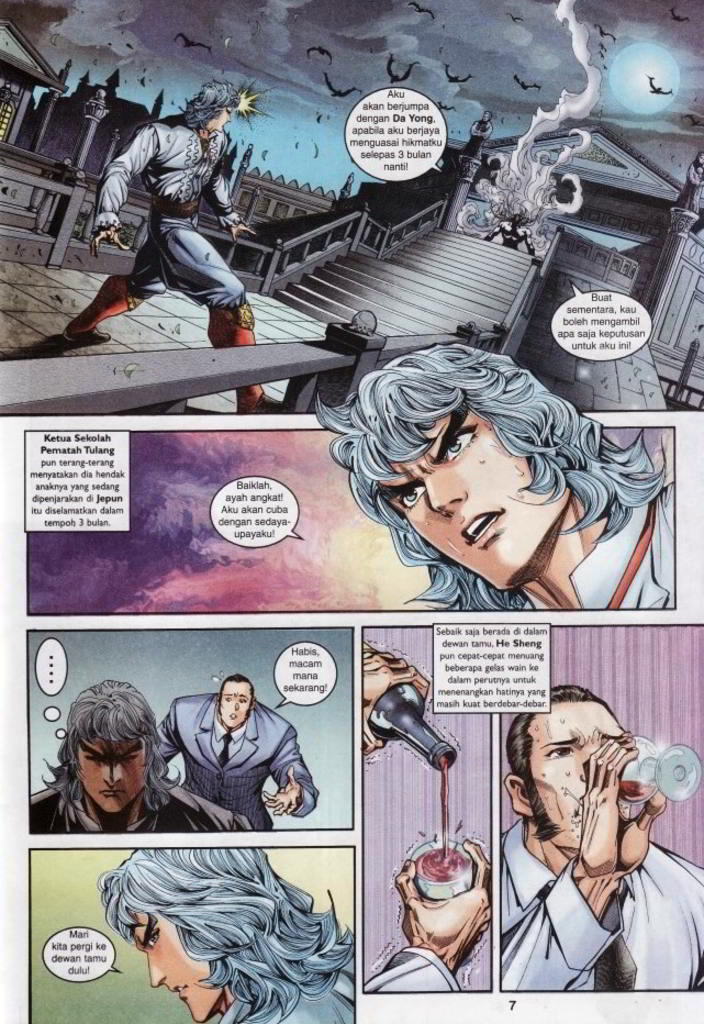 Aku
akan berjumpa
dengan Da Yong,
apabila aku berjaya
menguasai hikmatku
selepas 3 bulan
nanti!
Buat
sementara, kau
boleh mengambil
apa saja keputusan
untuk aku ini!
Ketua Sekolah
Pematah Tulang
pun terang-terang
menyatakan dia hendak
anaknya yang sedang
dipenjarakan di Jepun
itu diselamatkan dalam
tempoh 3 bulan.
Baiklah,
ayah angkat!
Aku akan cuba
dengan sedaya-
upayaku!
....
Habis,
macam
mana
sekarang!
Mari
kita pergi ke
dewan tamu
dulu!
Sebaik saja berada di dalam
dewan tamu, He Sheng
pun cepat-cepat menuang
beberapa gelas wain ke
dalam perutnya untuk
menenangkan hatinya yang
masih kuat berdebar-debar.
7